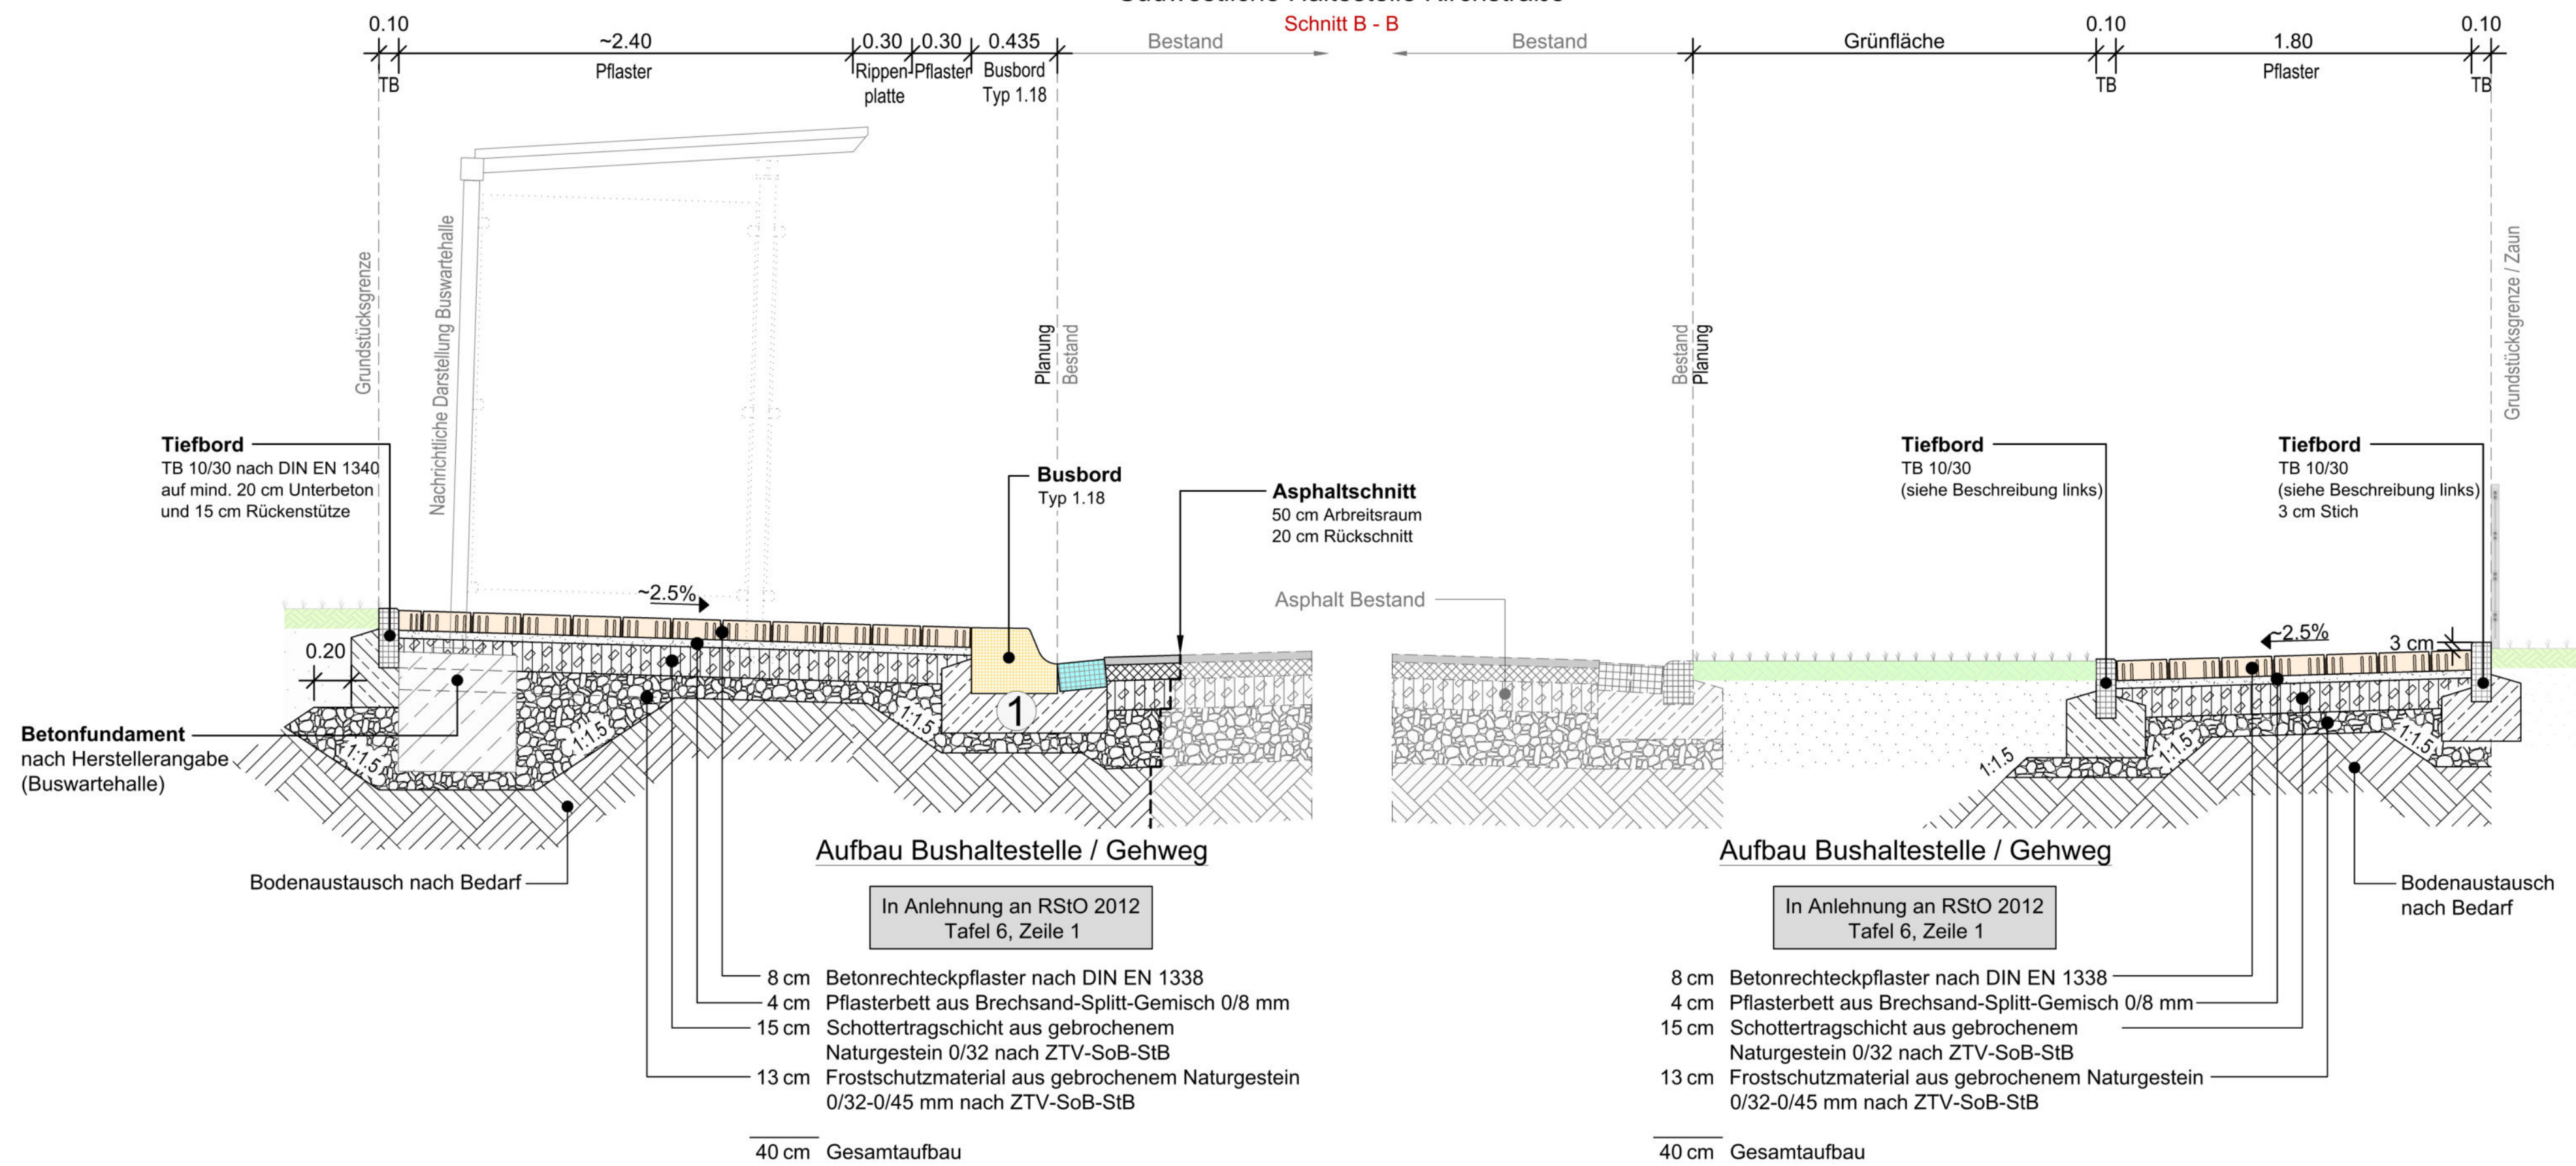 Schnitt B - B
0.10
~2.40
0.30
0.30
0.435
Bestand
Bestand
Grünfläche
0.10
1.80
0.10
TB
Pflaster
Rippen-
platte
Pflaster
Busbord
Typ 1.18
TB
Pflaster
TB
Grundstücksgrenze
Nachrichtliche Darstellung Buswartehalle
Planung
Bestand
Bestand
Planung
Grundstücksgrenze / Zaun
Tiefbord
TB 10/30 nach DIN EN 1340
auf mind. 20 cm Unterbeton
und 15 cm Rückenstütze
Busbord
Typ 1.18
Asphaltschnitt
50 cm Arbeitsraum
20 cm Rückschnitt
Tiefbord
TB 10/30
(siehe Beschreibung links)
Tiefbord
TB 10/30
(siehe Beschreibung links)
3 cm Stich
Asphalt Bestand
~2.5%
~2.5%
3 cm
0.20
1
1:1.5
1:1.5
1:1.5
1:1.5
1:1.5
1:1.5
Betonfundament
nach Herstellerangabe
(Buswartehalle)
Bodenaustausch nach Bedarf
Aufbau Bushaltestelle / Gehweg
In Anlehnung an RStO 2012
Tafel 6, Zeile 1
8 cm Betonrechteckpflaster nach DIN EN 1338
4 cm Pflasterbett aus Brechsand-Splitt-Gemisch 0/8 mm
15 cm Schottertragschicht aus gebrochenem
Naturgestein 0/32 nach ZTV-SoB-StB
13 cm Frostschutzmaterial aus gebrochenem Naturgestein
0/32-0/45 mm nach ZTV-SoB-StB
40 cm Gesamtaufbau
Aufbau Bushaltestelle / Gehweg
In Anlehnung an RStO 2012
Tafel 6, Zeile 1
Bodenaustausch
nach Bedarf
8 cm Betonrechteckpflaster nach DIN EN 1338
4 cm Pflasterbett aus Brechsand-Splitt-Gemisch 0/8 mm
15 cm Schottertragschicht aus gebrochenem
Naturgestein 0/32 nach ZTV-SoB-StB
13 cm Frostschutzmaterial aus gebrochenem Naturgestein
0/32-0/45 mm nach ZTV-SoB-StB
40 cm Gesamtaufbau